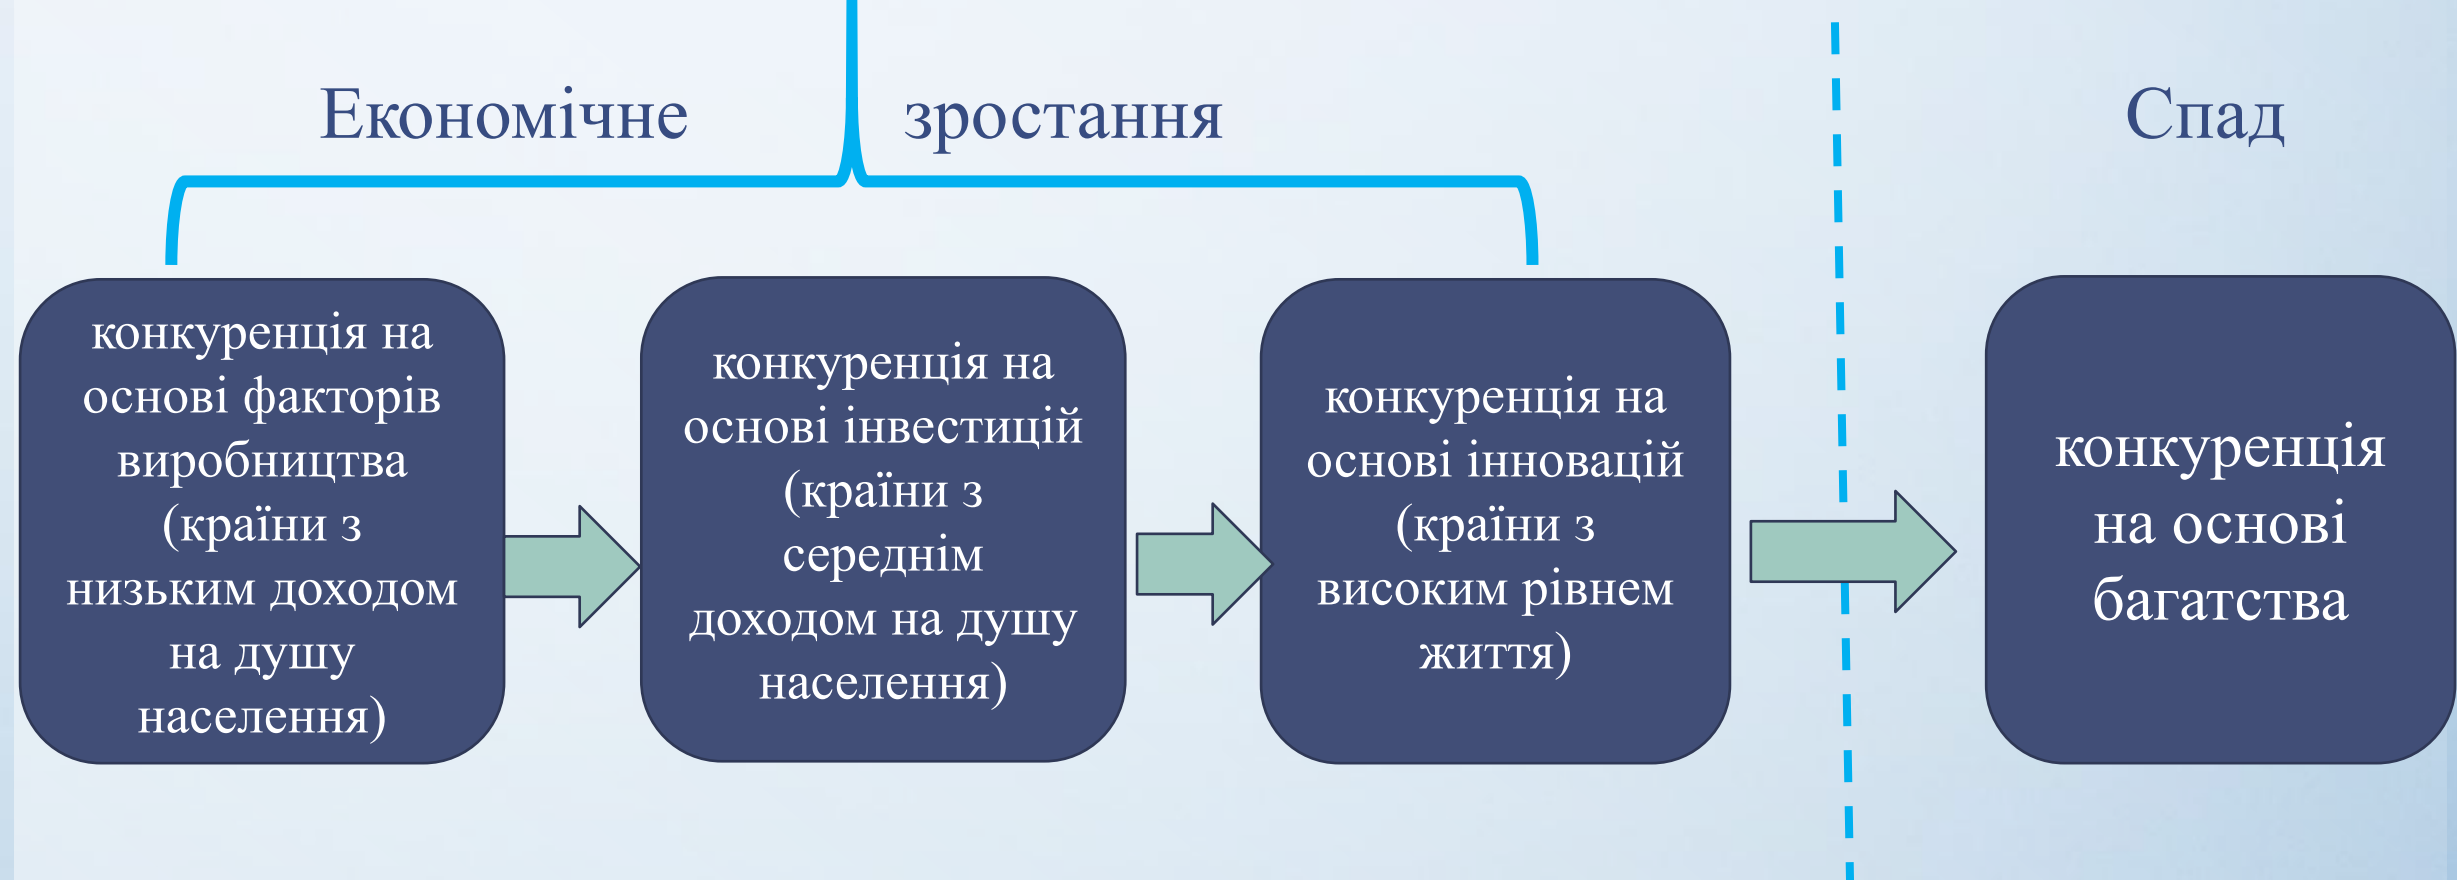 Економічне зростання
Спад
конкуренція на
основі факторів
виробництва
(країни з
низьким доходом
на душу
населення)
конкуренція на
основі інвестицій
(країни з
середнім
доходом на душу
населення)
конкуренція на
основі інновацій
(країни з
високим рівнем
життя)
конкуренція
на основі
багатства